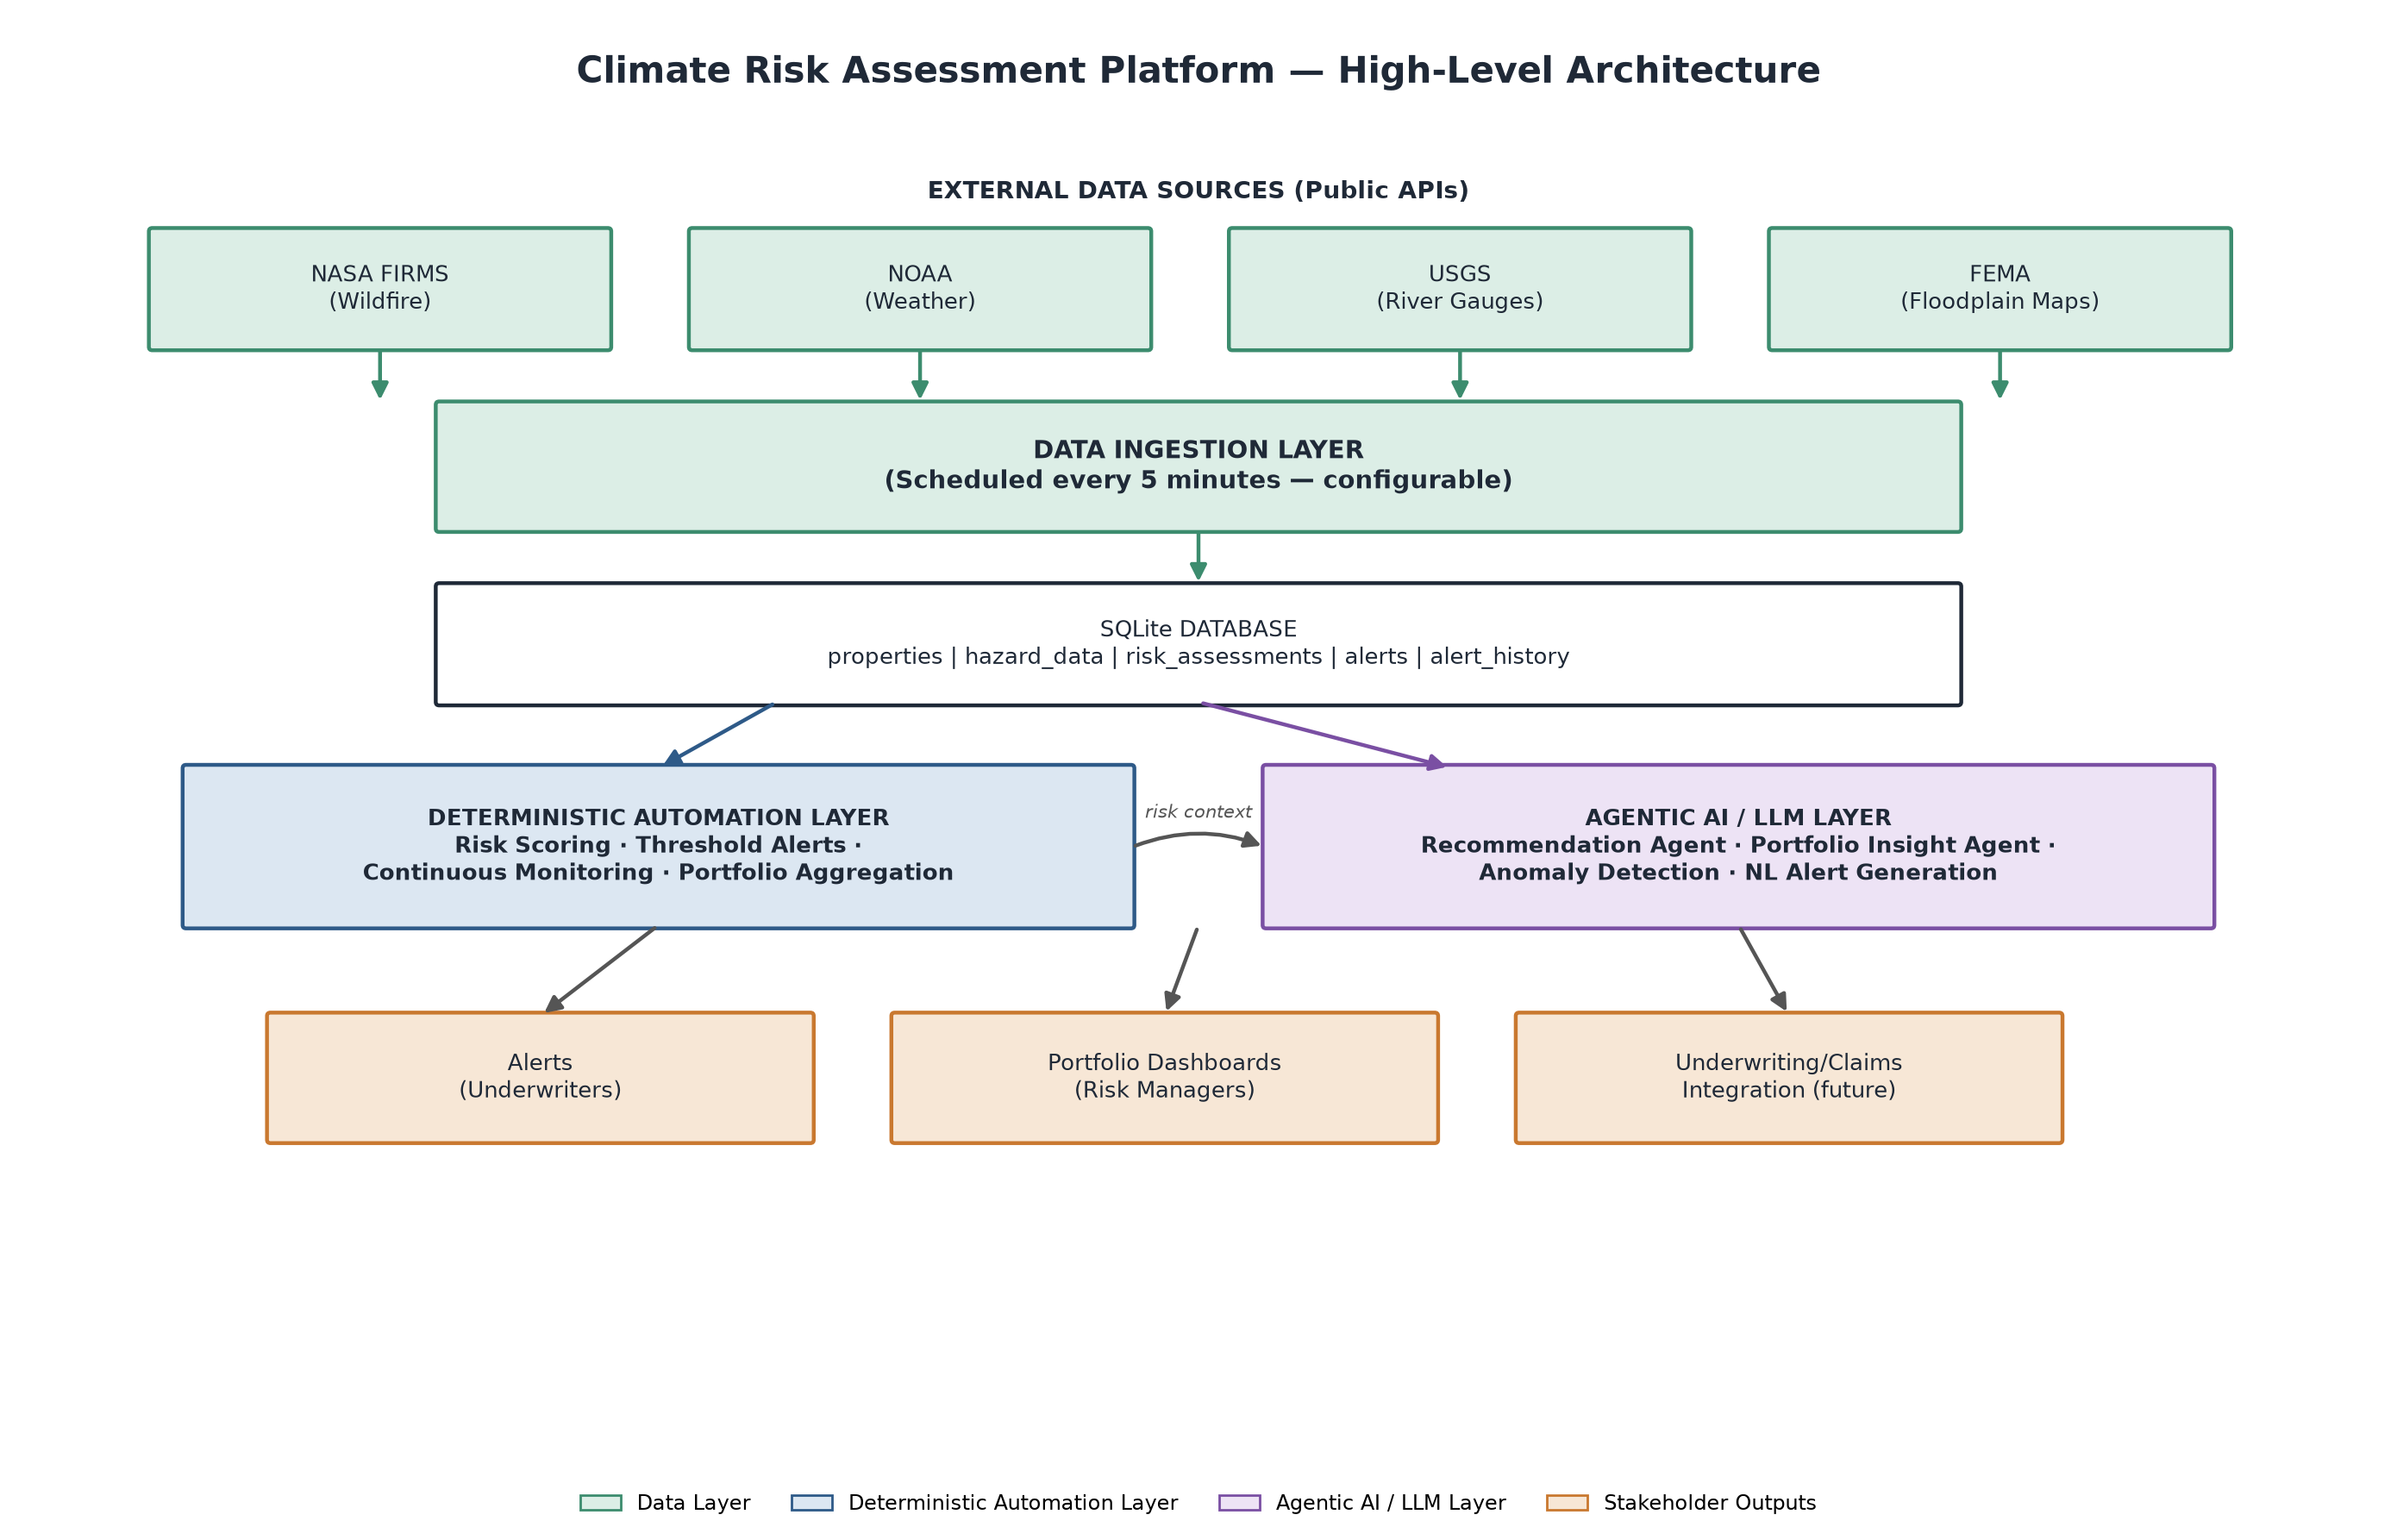 Climate Risk Assessment Platform — High-Level Architecture
EXTERNAL DATA SOURCES (Public APIs)
NASA FIRMS
(Wildfire)
NOAA
(Weather)
USGS
(River Gauges)
FEMA
(Floodplain Maps)
DATA INGESTION LAYER
(Scheduled every 5 minutes — configurable)
SQLite DATABASE
properties | hazard_data | risk_assessments | alerts | alert_history
DETERMINISTIC AUTOMATION LAYER
Risk Scoring · Threshold Alerts ·
Continuous Monitoring · Portfolio Aggregation
risk context
AGENTIC AI / LLM LAYER
Recommendation Agent · Portfolio Insight Agent ·
Anomaly Detection · NL Alert Generation
Alerts
(Underwriters)
Portfolio Dashboards
(Risk Managers)
Underwriting/Claims
Integration (future)
Data Layer
Deterministic Automation Layer
Agentic AI / LLM Layer
Stakeholder Outputs